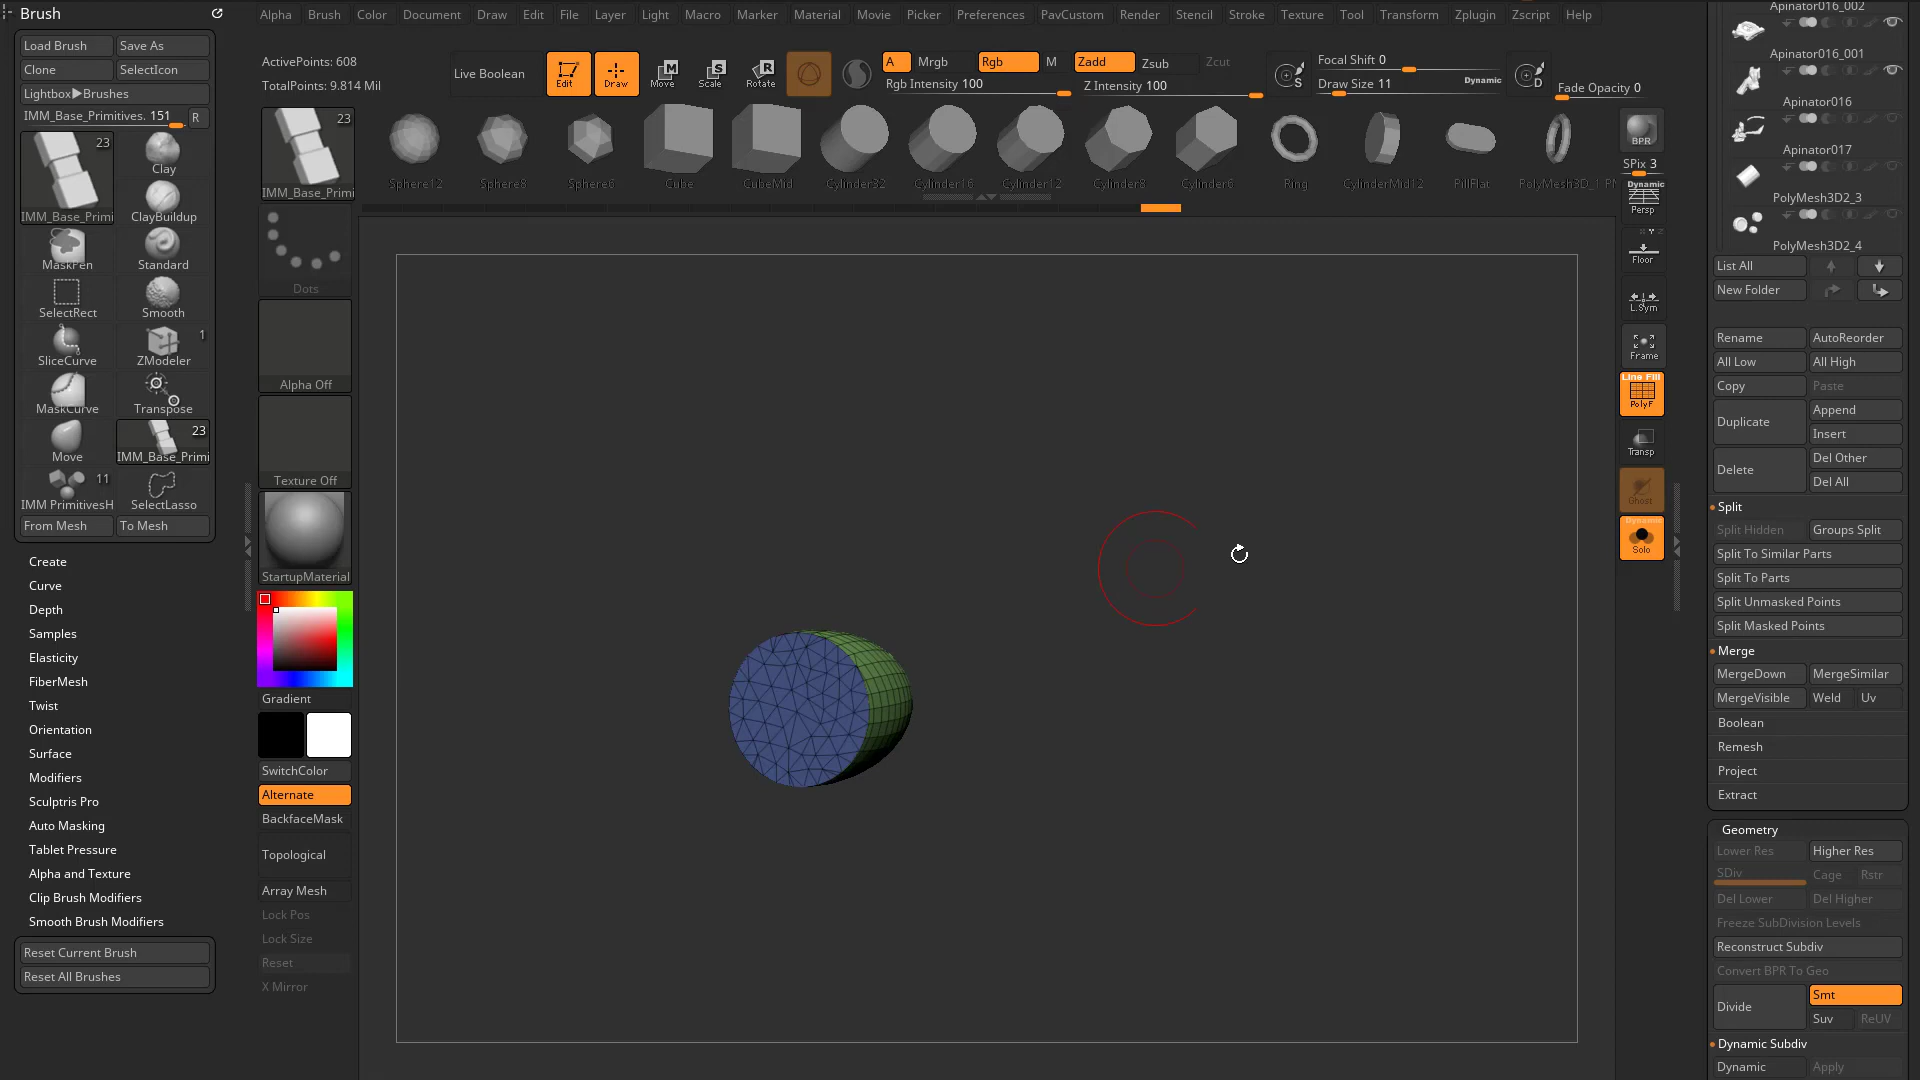 Brush
Alpha Brush Color Document Draw Edit File Layer Light Macro Marker Material Movie Picker Preferences PavCustom Render Stencil Stroke Texture Tool Transform Zplugin Zscript Help
Load Brush Save As
Clone SelectIcon
Lightbox▶Brushes
IMM_Base_Primitives. 151 R
23
IMM_Base_Primi
Clay
ClayBuildup
MaskPen Standard
SelectRect Smooth
SliceCurve ZModeler 1
MaskCurve Transpose
Move IMM_Base_Primi 23
IMM PrimitivesH 11 SelectLasso
From Mesh To Mesh
Create
Curve
Depth
Samples
Elasticity
FiberMesh
Twist
Orientation
Surface
Modifiers
Sculptris Pro
Auto Masking
Tablet Pressure
Alpha and Texture
Clip Brush Modifiers
Smooth Brush Modifiers
Reset Current Brush
Reset All Brushes
ActivePoints: 608
TotalPoints: 9.814 Mil
Live Boolean
Edit
Draw
M
Move
S
Scale
R
Rotate
A Mrgb Rgb M Zadd Zsub Zcut
Rgb Intensity 100 Z Intensity 100
S
Focal Shift 0
Draw Size 11 Dynamic
D
Fade Opacity 0
23
IMM_Base_Primi
Sphere12 Sphere8 Sphere6 Cube CubeMid Cylinder32 Cylinder16 Cylinder12 Cylinder8 Cylinder6 Ring CylinderMid12 PillFlat PolyMesh3D_1
Dots
Alpha Off
Texture Off
StartupMaterial
Gradient
SwitchColor
Alternate
BackfaceMask
Topological
Array Mesh
Lock Pos
Lock Size
Reset
X Mirror
BPR
SPix 3
Dynamic
Persp
Floor
L.Sym
Frame
Line Fill
PolyF
Transp
Ghost
Dynamic
Solo
Apinator016_002
Apinator016_001
Apinator016
Apinator017
PolyMesh3D2_3
PolyMesh3D2_4
List All
New Folder
Rename AutoReorder
All Low All High
Copy Paste
Duplicate Append
Insert
Delete Del Other
Del All
Split
Split Hidden Groups Split
Split To Similar Parts
Split To Parts
Split Unmasked Points
Split Masked Points
Merge
MergeDown MergeSimilar
MergeVisible Weld Uv
Boolean
Remesh
Project
Extract
Geometry
Lower Res Higher Res
SDiv Cage Rstr
Del Lower Del Higher
Freeze SubDivision Levels
Reconstruct Subdiv
Convert BPR To Geo
Divide Smt
Suv ReUV
Dynamic Subdiv
Dynamic Apply